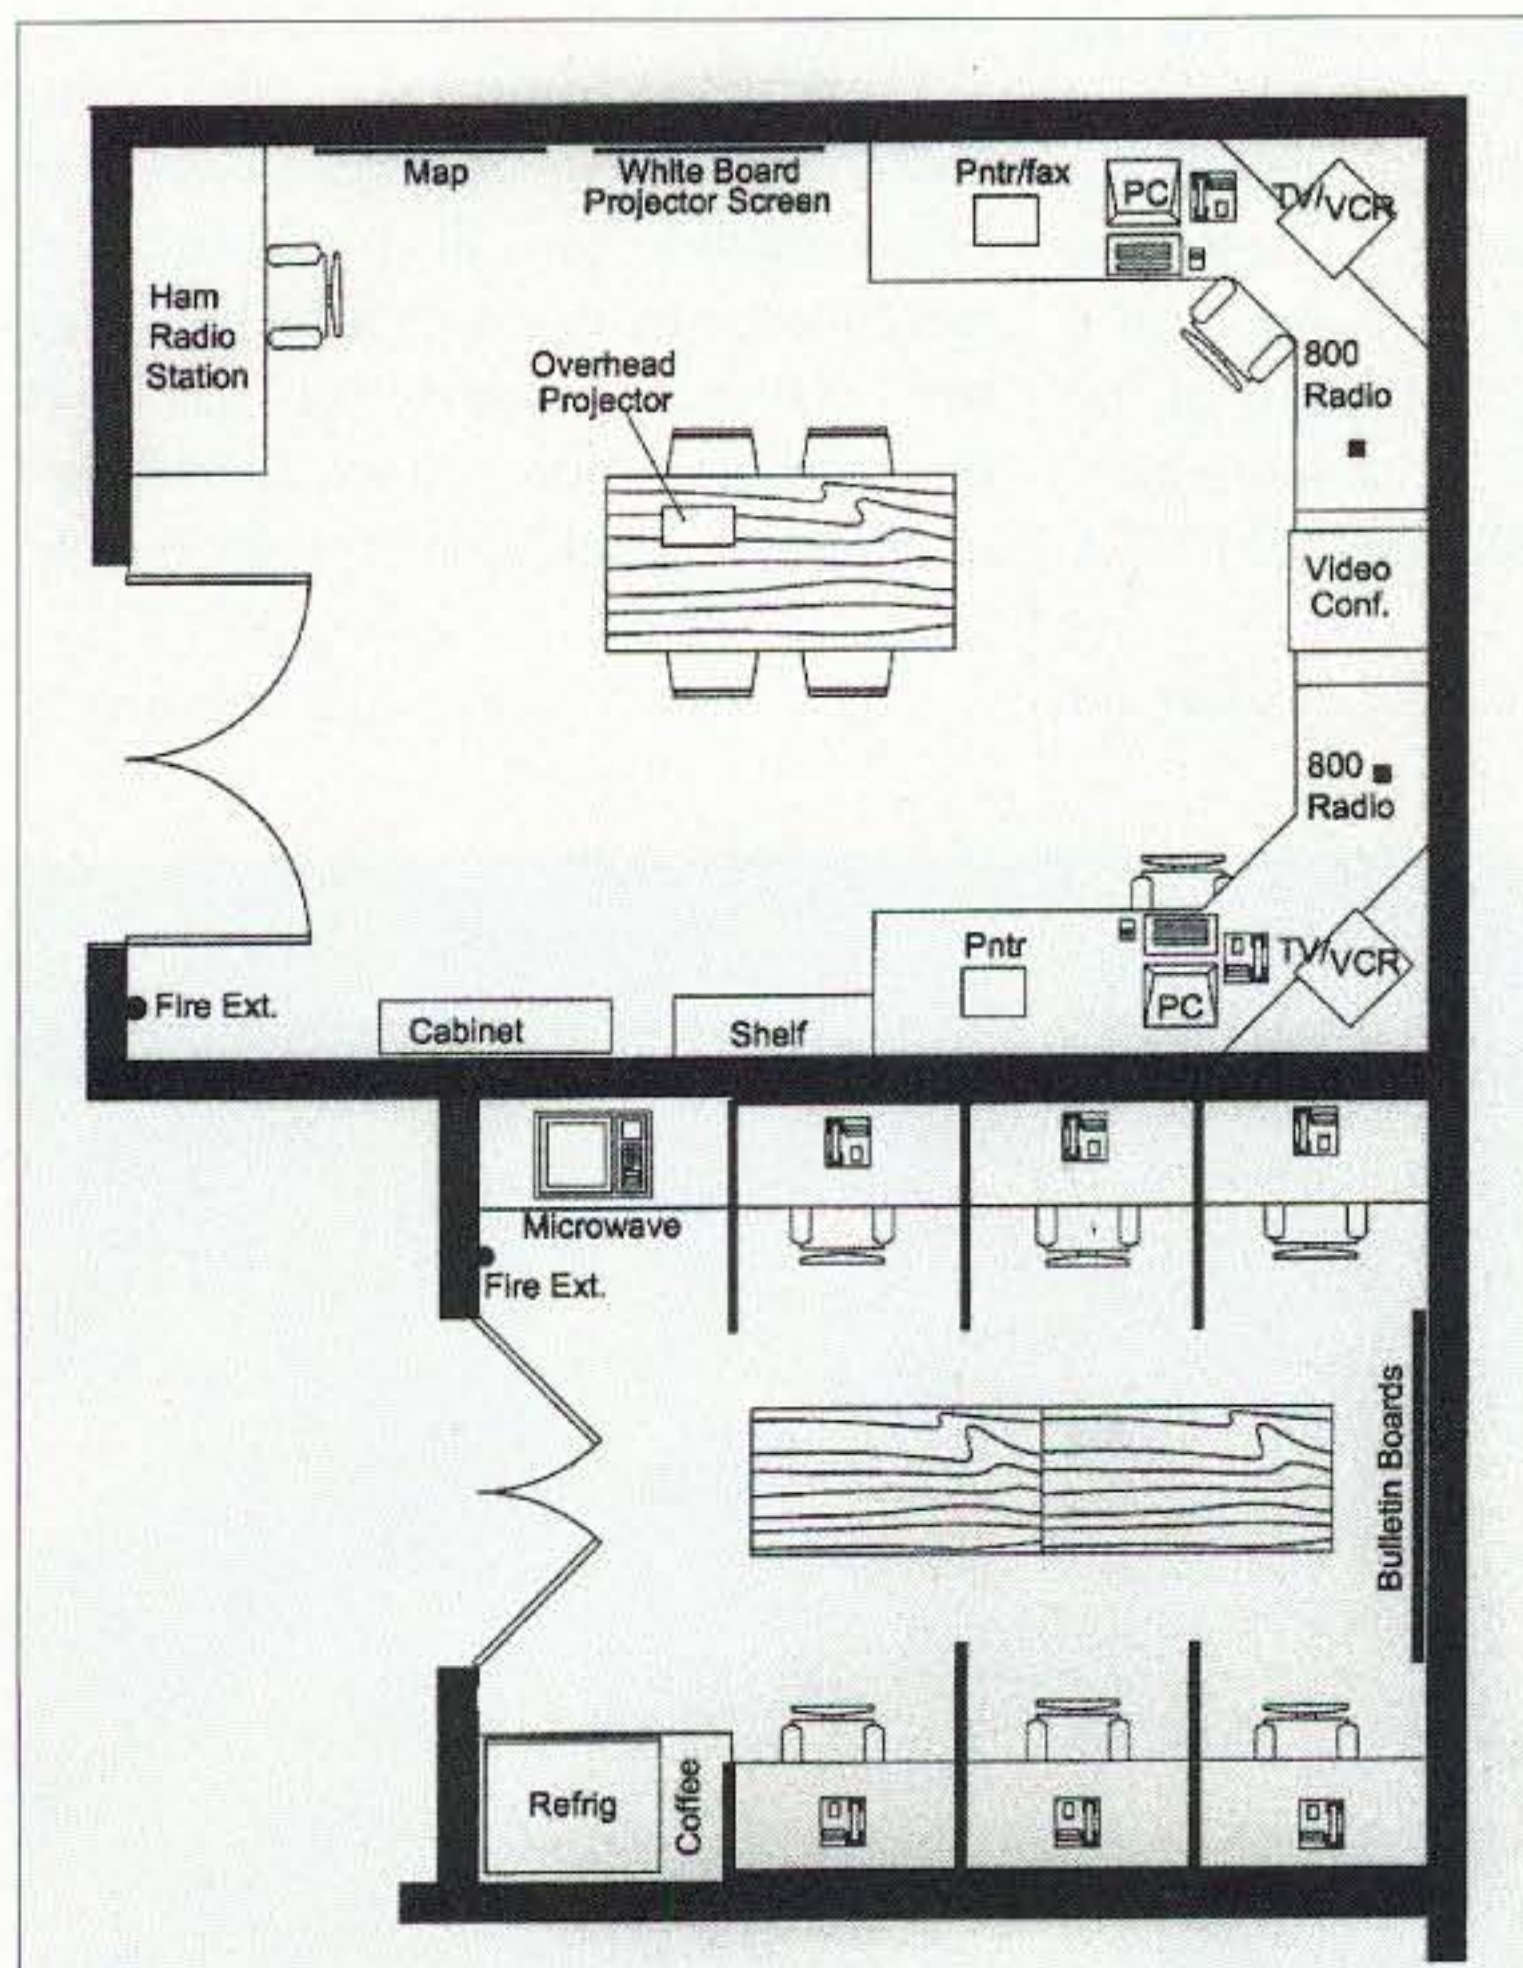 Map
White Board
Projector Screen
Pntr/fax
PC
TV/VCR
Ham
Radio
Station
Overhead
Projector
800
Radio
Video
Conf.
800
Radio
Pntr
PC
TV/VCR
Fire Ext.
Cabinet
Shelf
Microwave
Fire Ext.
Bulletin Boards
Refrig
Coffee